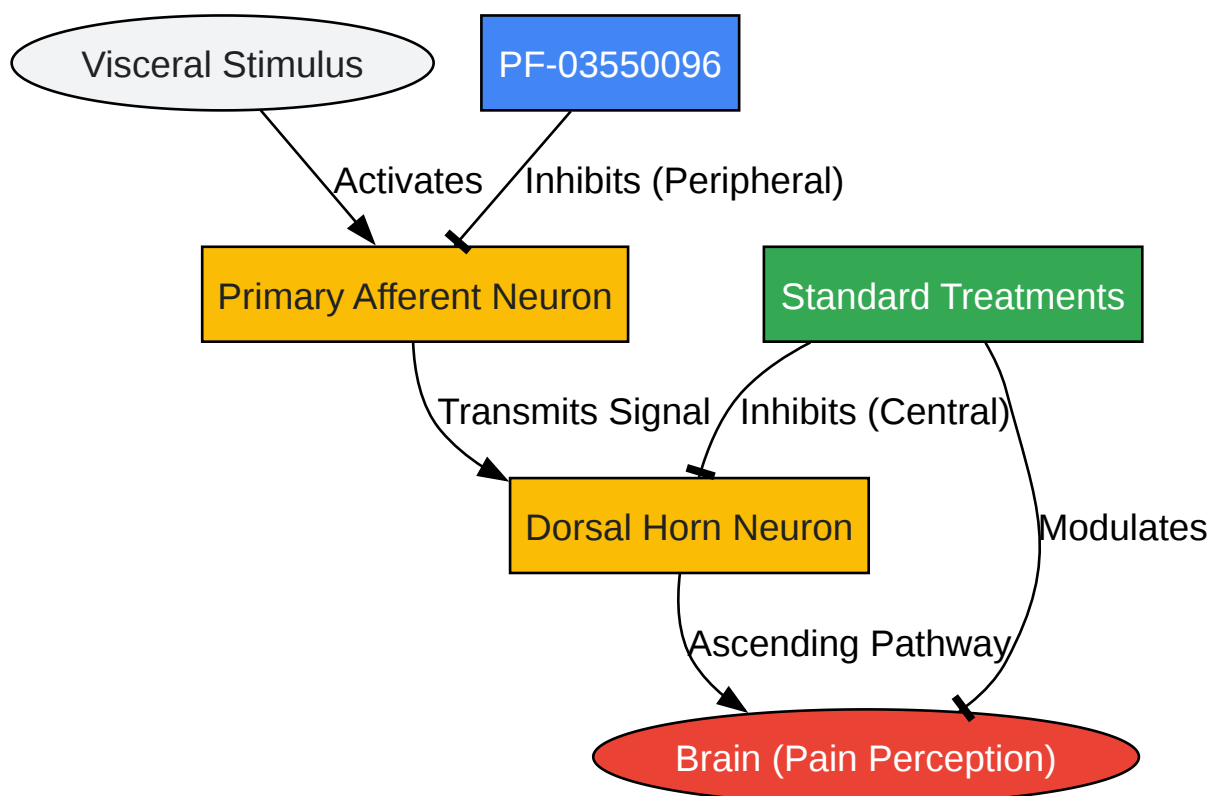 Visceral Stimulus
PF-03550096
Activates
Inhibits (Peripheral)
Primary Afferent Neuron
Standard Treatments
Transmits Signal
Inhibits (Central)
Dorsal Horn Neuron
Modulates
Ascending Pathway
Brain (Pain Perception)